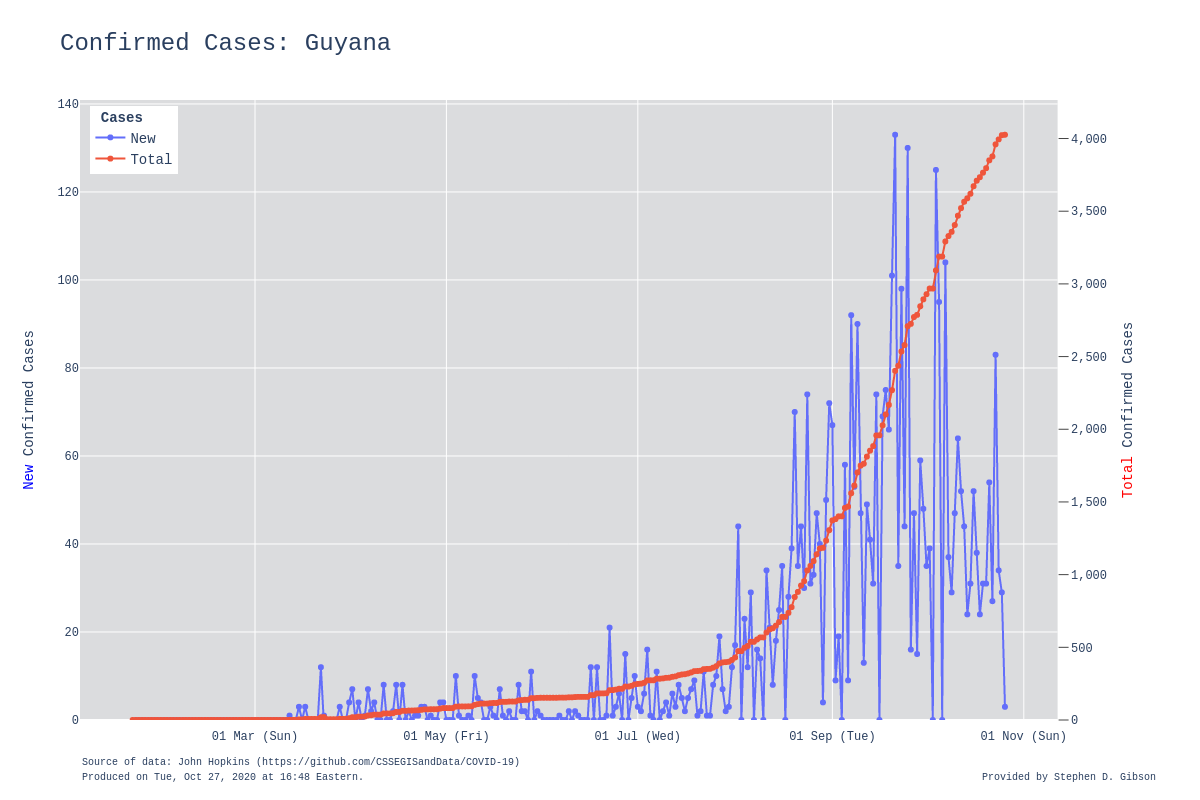 Confirmed Cases: Guyana
Cases
New
Total
140
120
100
80
60
40
20
0
4,000
3,500
3,000
2,500
2,000
1,500
1,000
500
0
New Confirmed Cases
Total Confirmed Cases
01 Mar (Sun)
01 May (Fri)
01 Jul (Wed)
01 Sep (Tue)
01 Nov (Sun)
Source of data: John Hopkins (https://github.com/CSSEGISandData/COVID-19)
Produced on Tue, Oct 27, 2020 at 16:48 Eastern.
Provided by Stephen D. Gibson